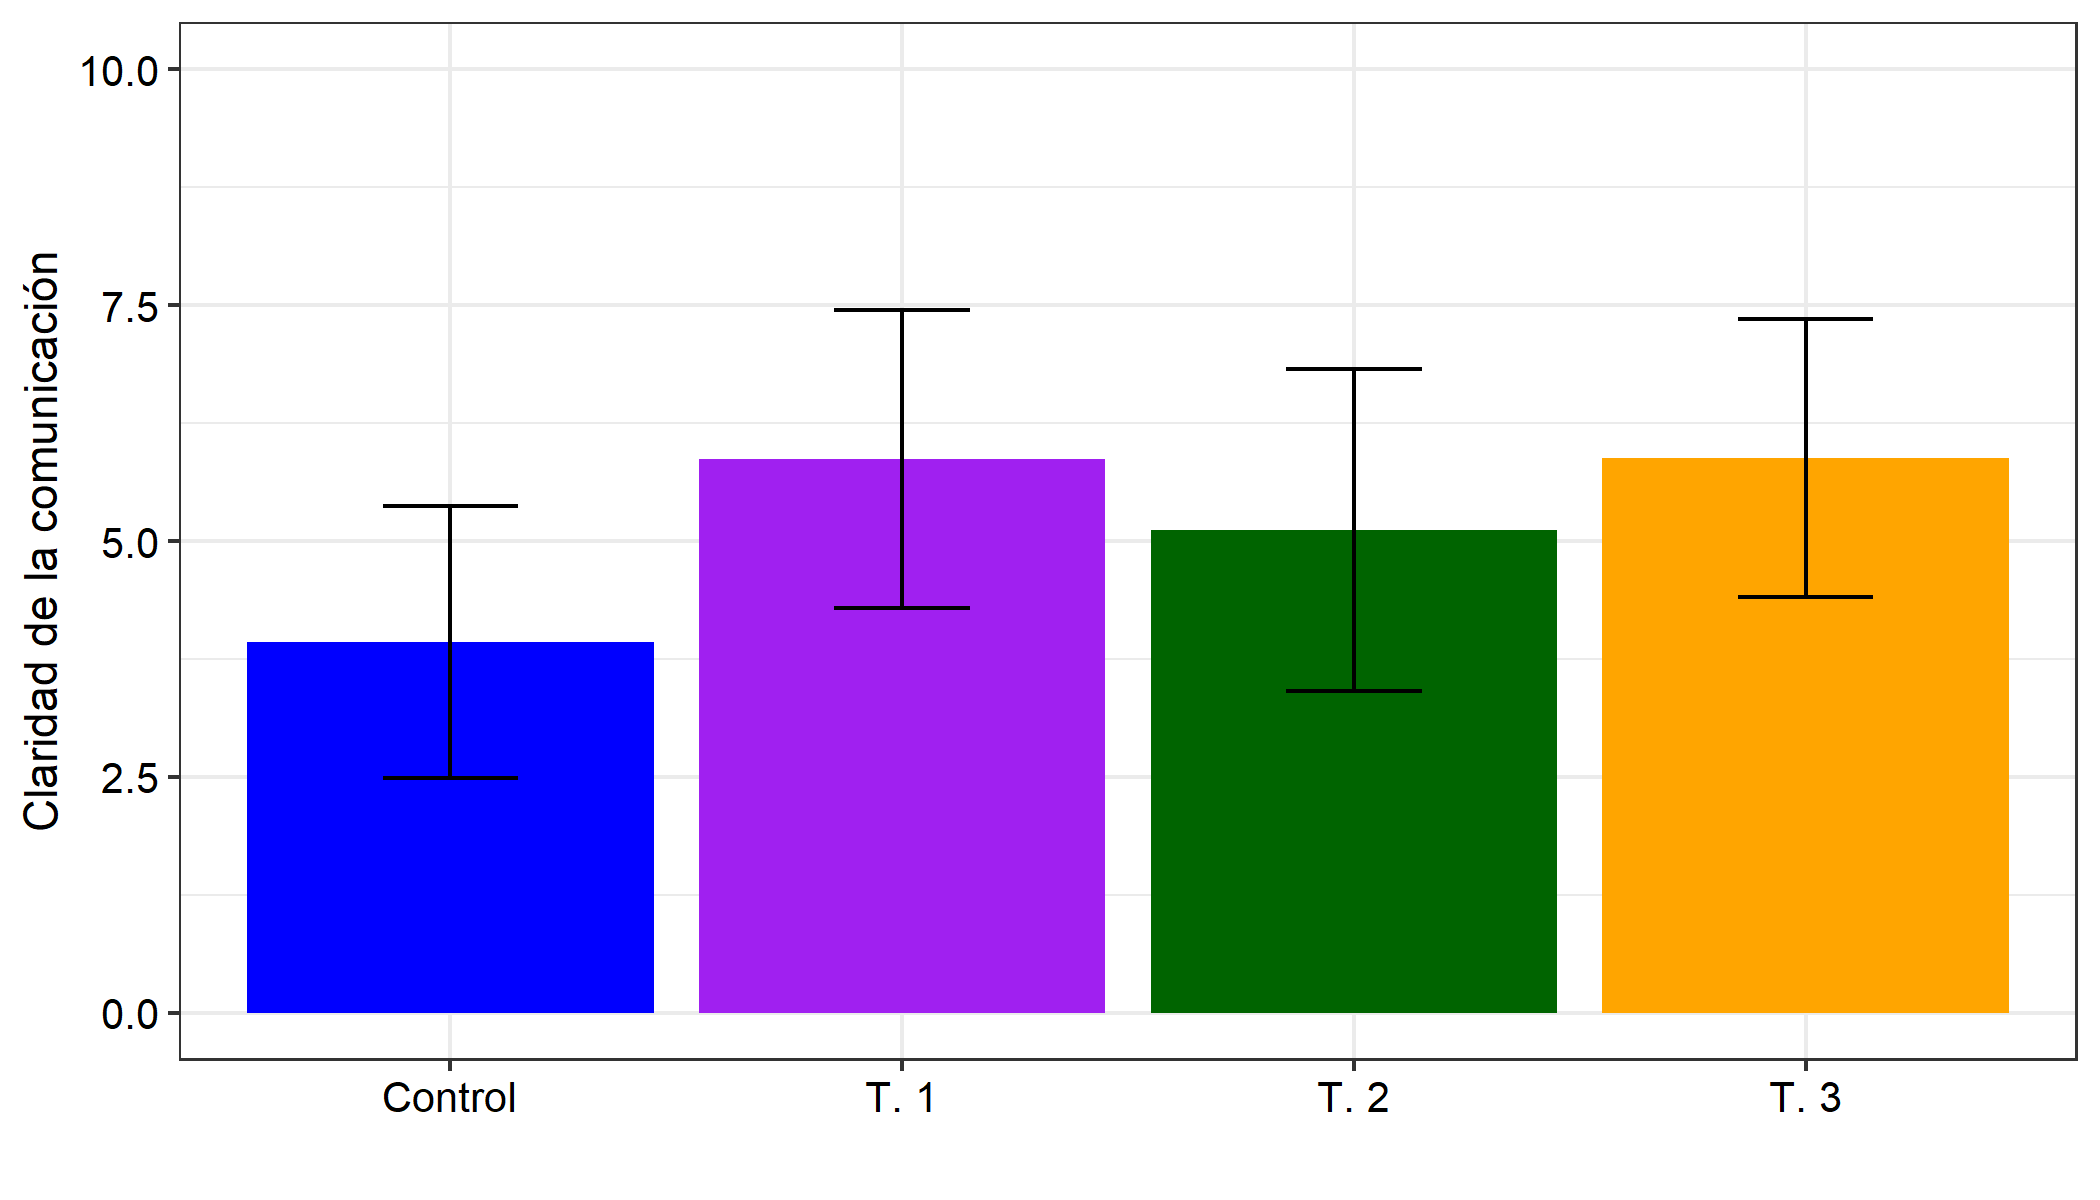 Claridad de la comunicación
10.0
7.5
5.0
2.5
0.0
Control
T. 1
T. 2
T. 3